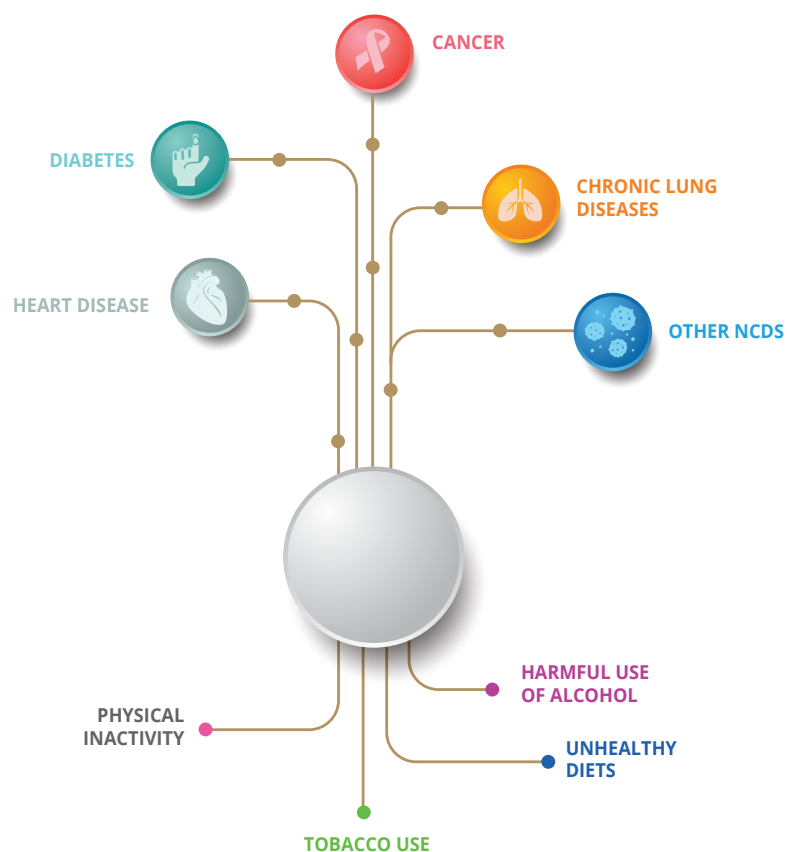 CANCER
DIABETES
CHRONIC LUNG
DISEASES
HEART DISEASE
OTHER NCDS
HARMFUL USE
OF ALCOHOL
PHYSICAL
INACTIVITY
UNHEALTHY
DIETS
TOBACCO USE